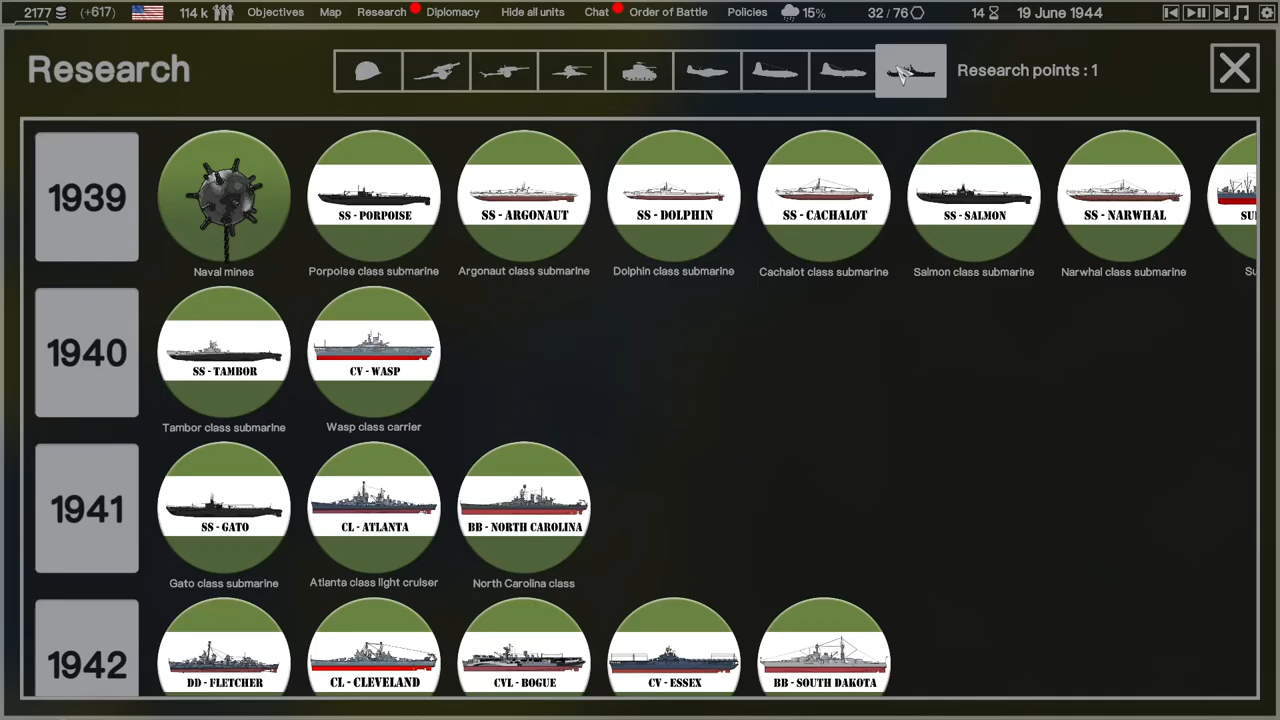 2177 (+617) 114 k Objectives Map Research Diplomacy Hide all units Chat Order of Battle Policies 15% 32 / 76 14 19 June 1944
Research Research points : 1
1939
SS - PORPOISE SS - ARGONAUT SS - DOLPHIN SS - CACHALOT SS - SALMON SS - NARWHAL SU
Naval mines Porpoise class submarine Argonaut class submarine Dolphin class submarine Cachalot class submarine Salmon class submarine Narwhal class submarine Su
1940
SS - TAMBOR CV - WASP
Tambor class submarine Wasp class carrier
1941
SS - GATO CL - ATLANTA BB - NORTH CAROLINA
Gato class submarine Atlanta class light cruiser North Carolina class
1942
DD - FLETCHER CL - CLEVELAND CVL - BOGUE CV - ESSEX BB - SOUTH DAKOTA